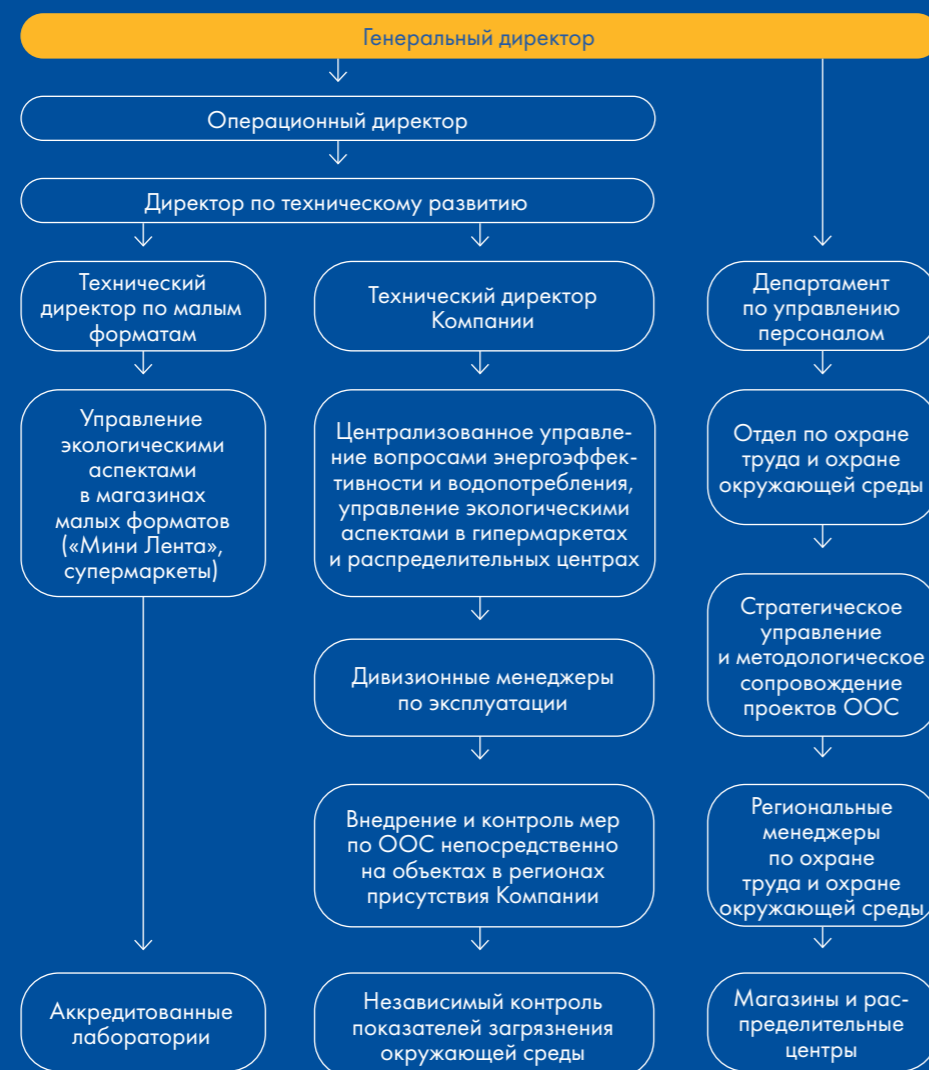 Генеральный директор
Операционный директор
Директор по техническому развитию
Технический
директор по малым
форматам
Технический директор
Компании
Департамент
по управлению
персоналом
Управление
экологическими
аспектами
в магазинах
малых форматов
(«Мини Лента»,
супермаркеты)
Централизованное управле-
ние вопросами энергоэффек-
тивности и водопотребления,
управление экологическими
аспектами в гипермаркетах
и распределительных центрах
Отдел по охране
труда и охране
окружающей среды
Стратегическое
управление
и методологическое
сопровождение
проектов ООС
Дивизионные менеджеры
по эксплуатации
Внедрение и контроль мер
по ООС непосредственно
на объектах в регионах
присутствия Компании
Региональные
менеджеры
по охране
труда и охране
окружающей среды
Аккредитованные
лаборатории
Независимый контроль
показателей загрязнения
окружающей среды
Магазины и рас-
пределительные
центры